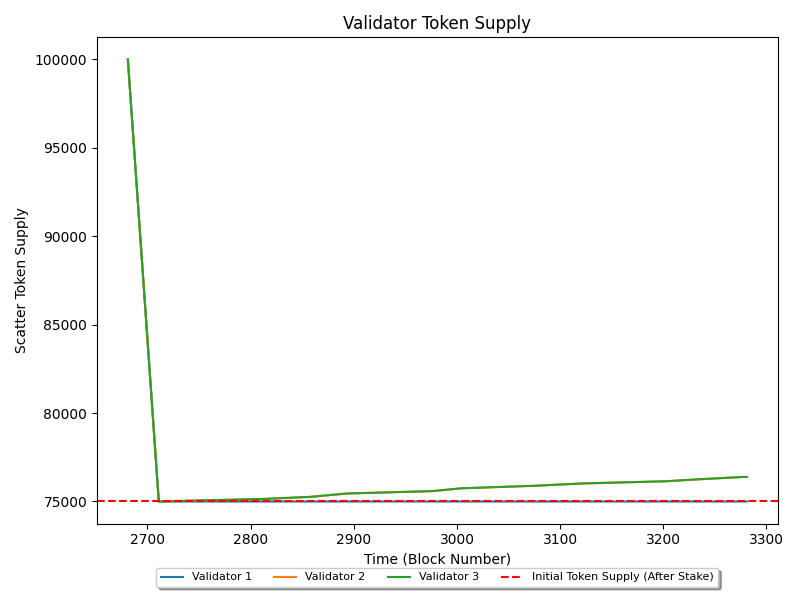 Validator Token Supply
Scatter Token Supply
100000
95000
90000
85000
80000
75000
2700 2800 2900 3000 3100 3200 3300
Time (Block Number)
Validator 1 Validator 2 Validator 3 Initial Token Supply (After Stake)